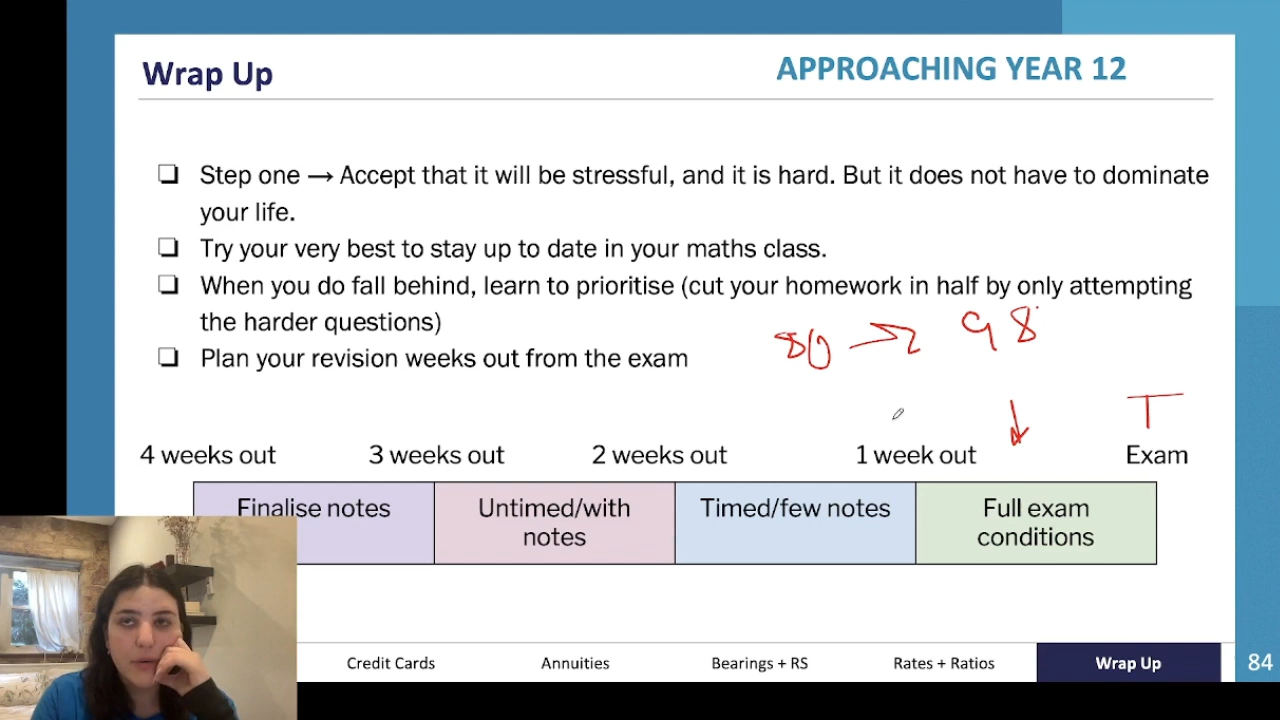 Wrap Up
APPROACHING YEAR 12
❏ Step one → Accept that it will be stressful, and it is hard. But it does not have to dominate
your life.
❏ Try your very best to stay up to date in your maths class.
❏ When you do fall behind, learn to prioritise (cut your homework in half by only attempting
the harder questions)
80 → 98
❏ Plan your revision weeks out from the exam
T
4 weeks out 3 weeks out 2 weeks out 1 week out Exam
Finalise notes
Untimed/with
notes
Timed/few notes
Full exam
conditions
Credit Cards Annuities Bearings + RS Rates + Ratios Wrap Up 84